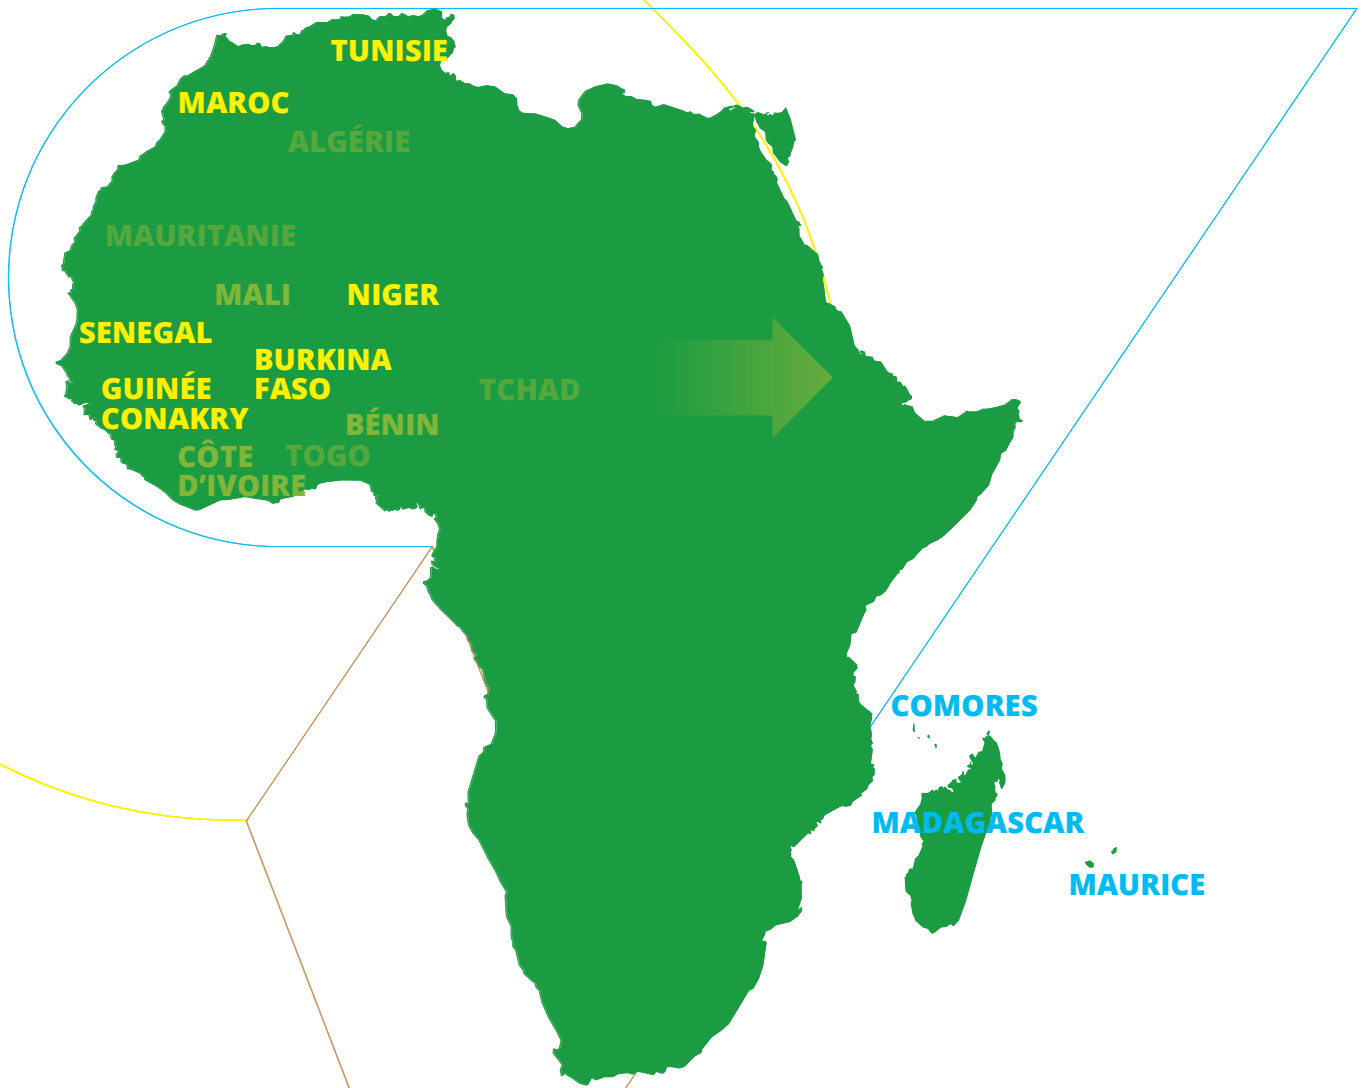 TUNISIE
MAROC
ALGÉRIE
MAURITANIE
MALI
NIGER
SENEGAL
BURKINA
FASO
GUINÉE
CONAKRY
TCHAD
BÉNIN
CÔTE
D’IVOIRE
TOGO
COMORES
MADAGASCAR
MAURICE